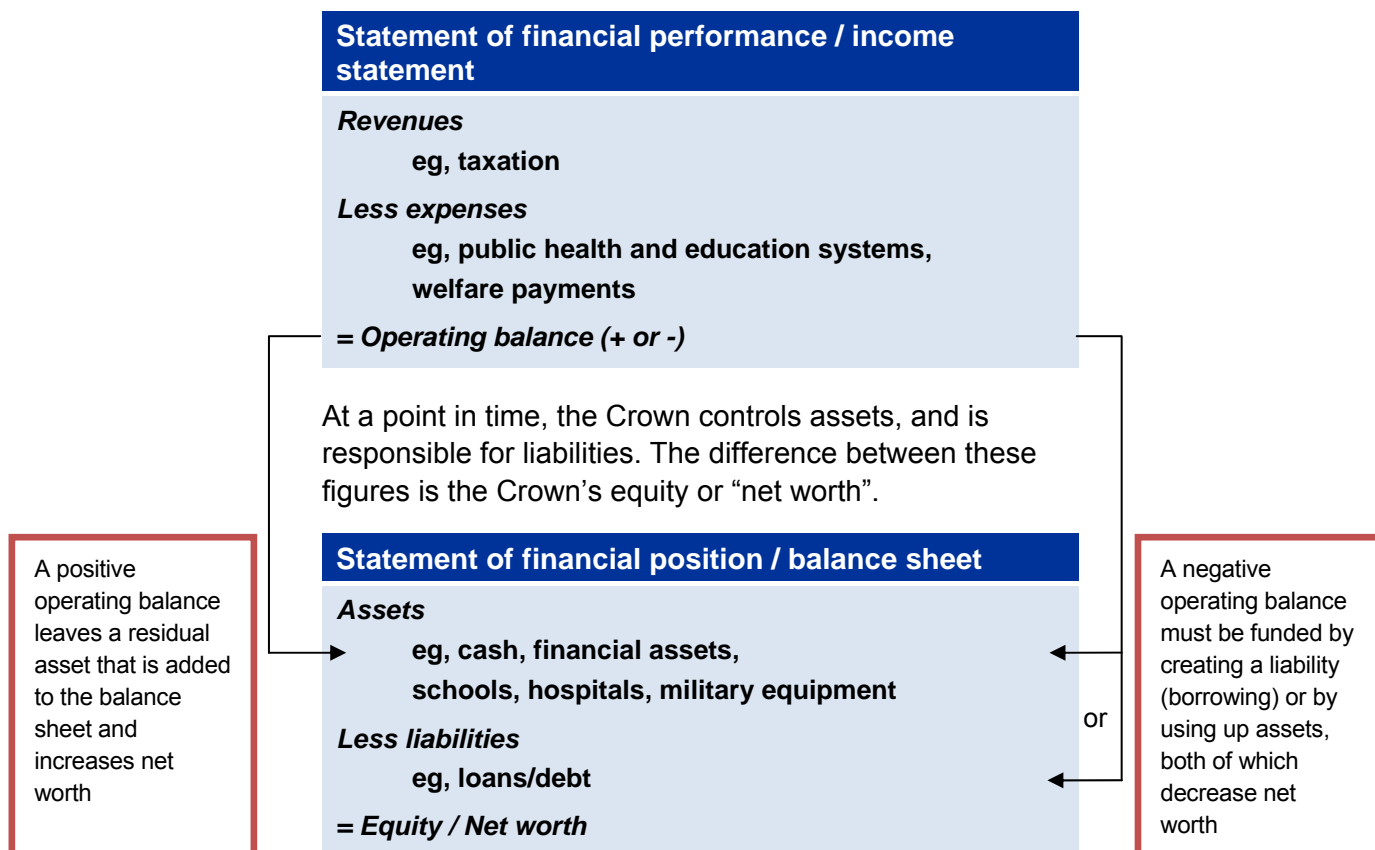 Statement of financial performance / income
statement
Revenues
eg, taxation
Less expenses
eg, public health and education systems,
welfare payments
= Operating balance (+ or -)
At a point in time, the Crown controls assets, and is
responsible for liabilities. The difference between these
figures is the Crown's equity or “net worth”.
A positive
operating balance
leaves a residual
asset that is added
to the balance
sheet and
increases net
worth
Statement of financial position / balance sheet
Assets
eg, cash, financial assets,
schools, hospitals, military equipment
Less liabilities
eg, loans/debt
= Equity / Net worth
or
A negative
operating balance
must be funded by
creating a liability
(borrowing) or by
using up assets,
both of which
decrease net
worth